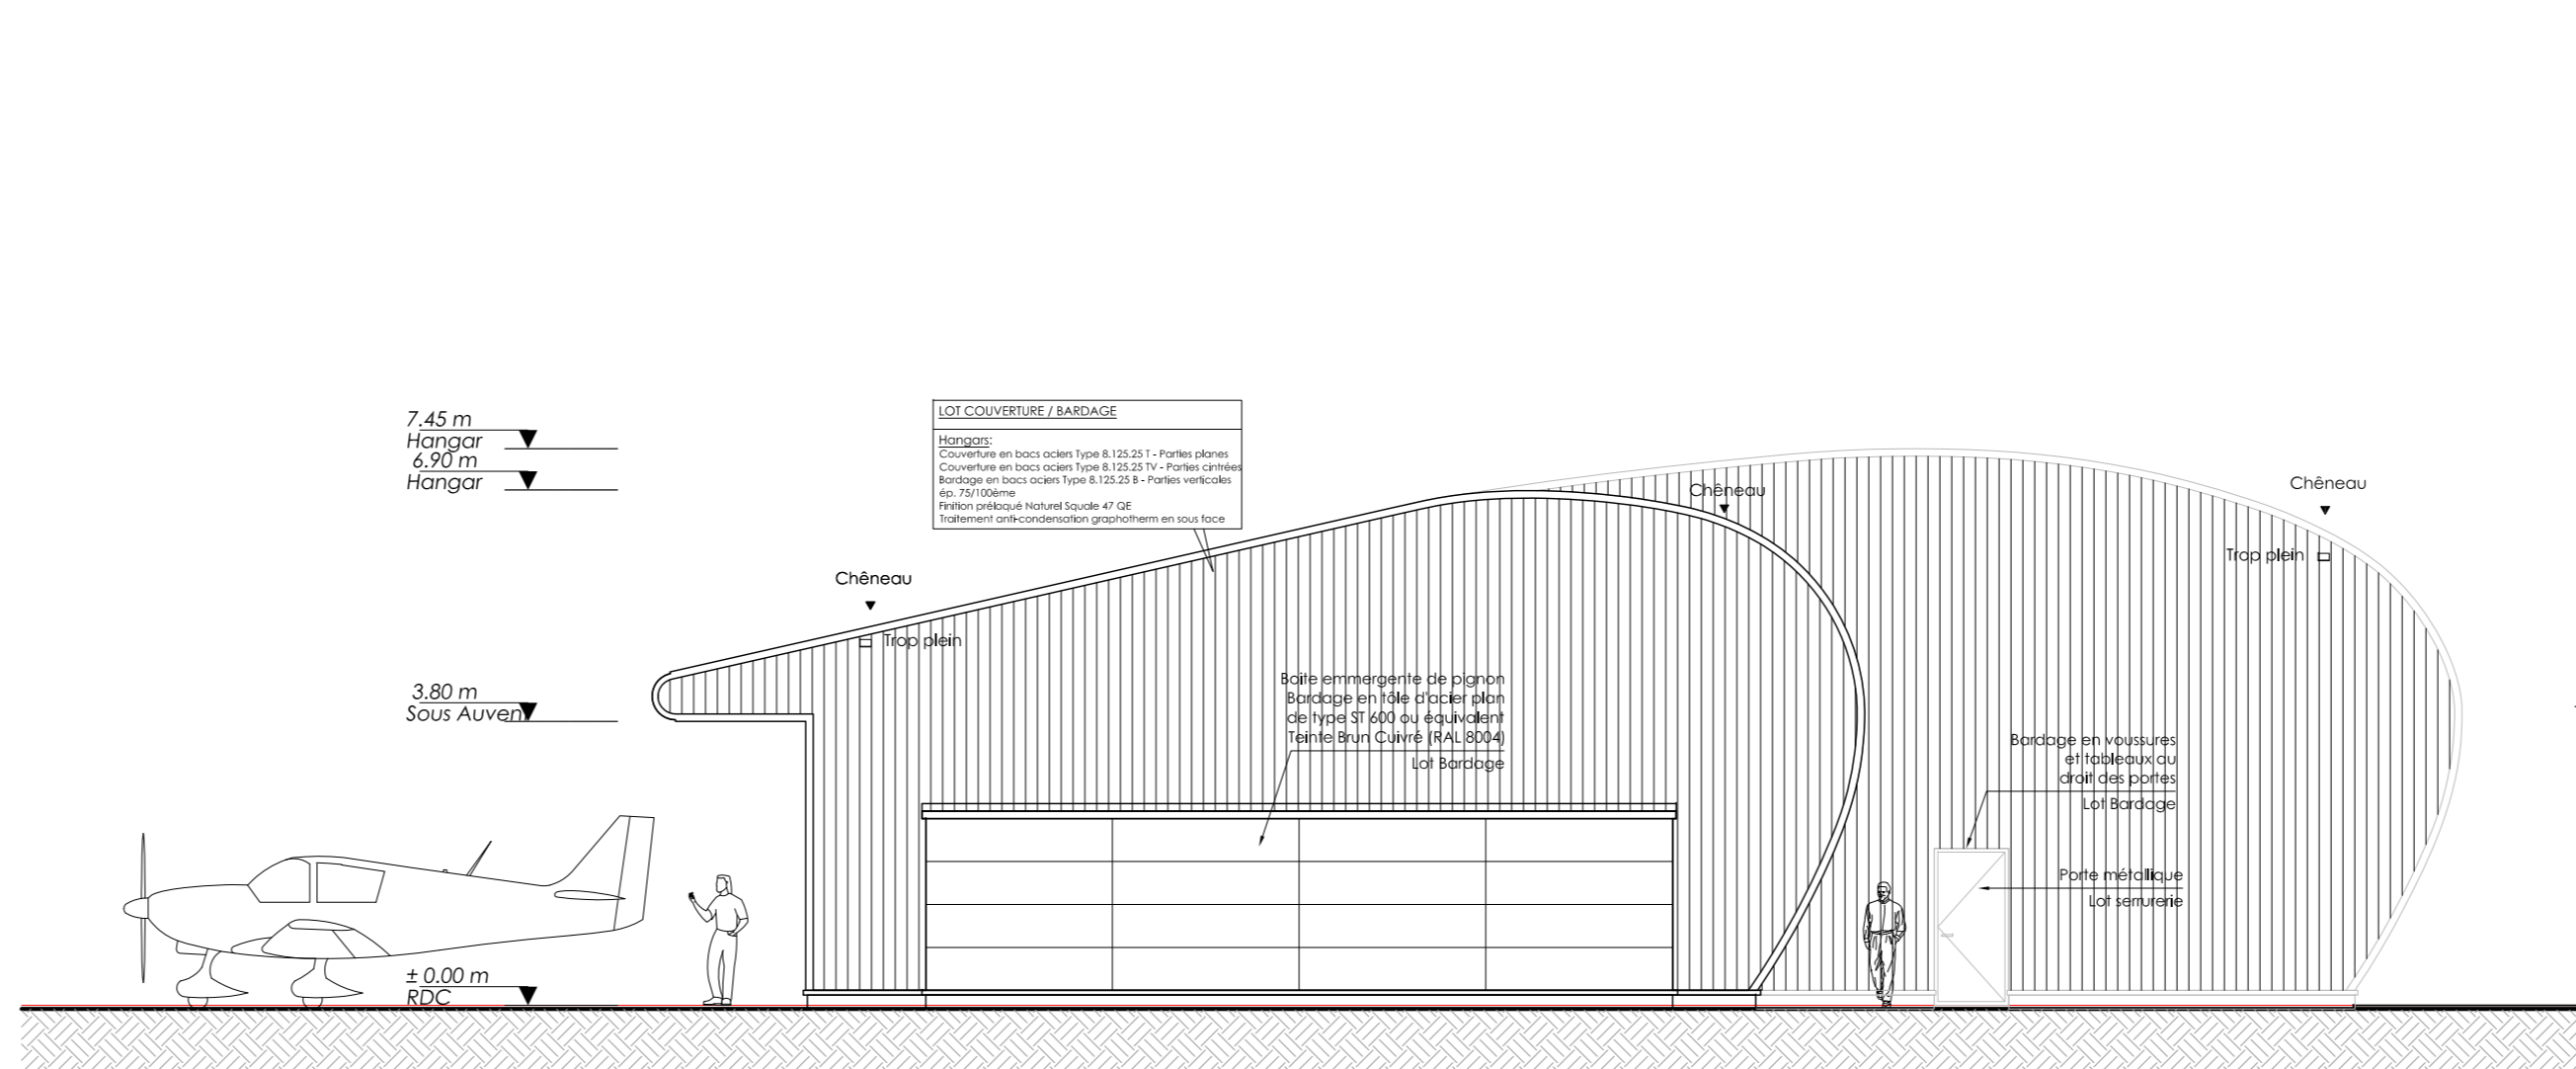 7.45 m
Hangar
6.90 m
Hangar
3.80 m
Sous Auvent
± 0.00 m
RDC
LOT COUVERTURE / BARDAGE
Hangars:
Couverture en bacs aciers Type 8.125.25 T - Parties planes
Couverture en bacs aciers Type 8.125.25 TV - Parties cintrées
Bardage en bacs aciers Type 8.125.25 B - Parties verticales
ép. 75/100ème
Finition prélaqué Naturel Squale 47 QE
Traitement anti-condensation graphotherm en sous face
Chêneau
Trop plein
Boite emmergente de pignon
Bardage en tôle d'acier plan
de type ST 600 ou équivalent
Teinte Brun Cuivré (RAL 8004)
Lot Bardage
Chêneau
Chêneau
Trop plein
Bardage en voussures
et tableaux au
droit des portes
Lot Bardage
Porte métallique
Lot serrurerie